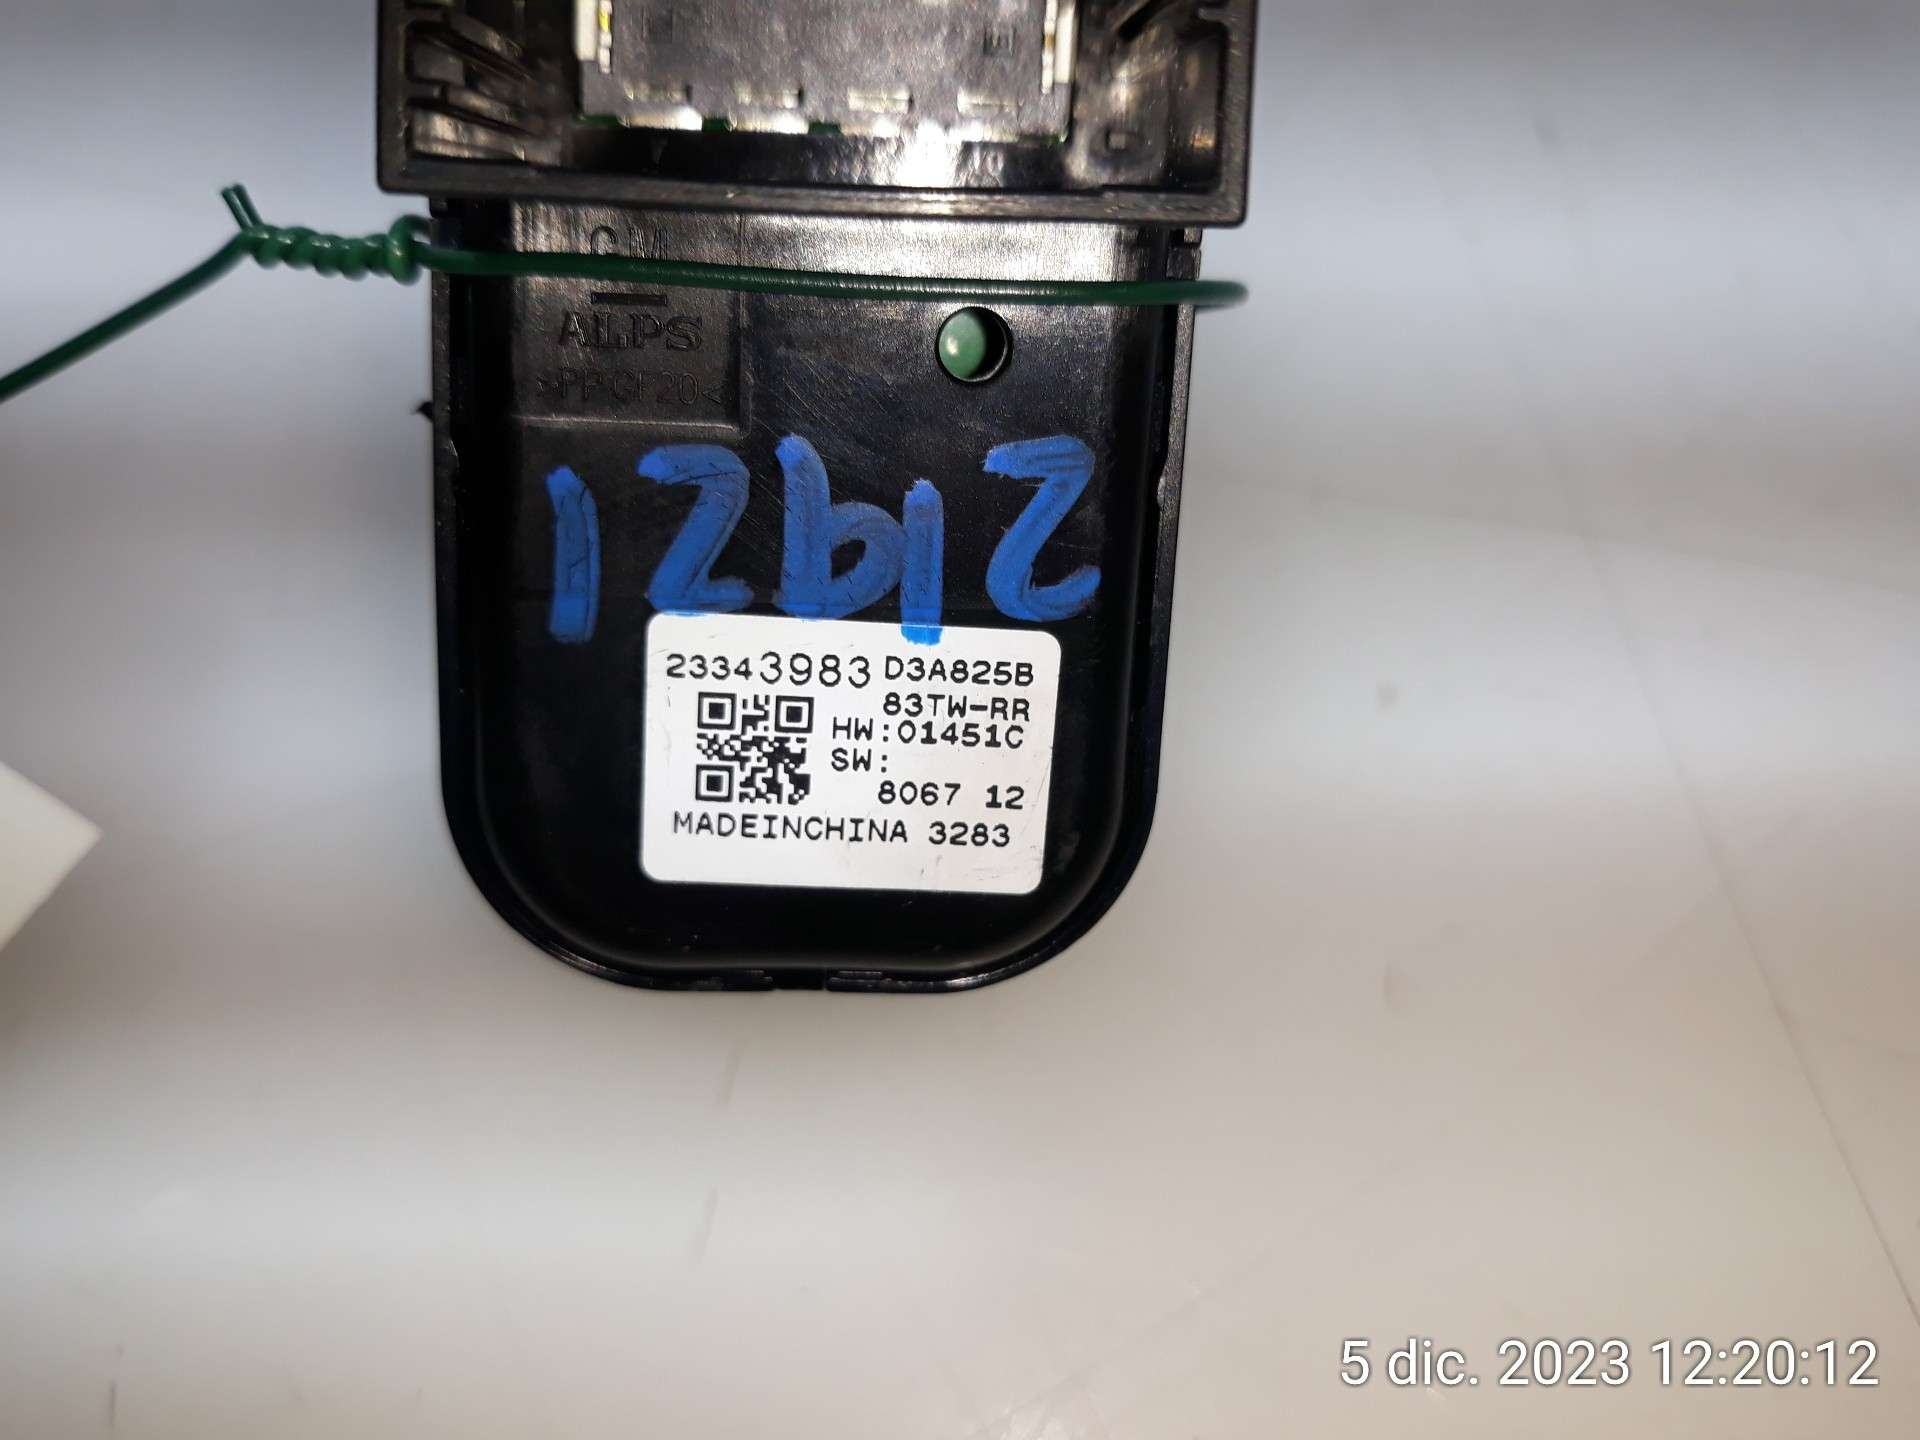 GM
ALPS
>PP GF20<
12612
23343983 D3A825B
83TW-RR
HW:01451C
SW:
8067 12
MADEINCHINA 3283
5 dic. 2023 12:20:12